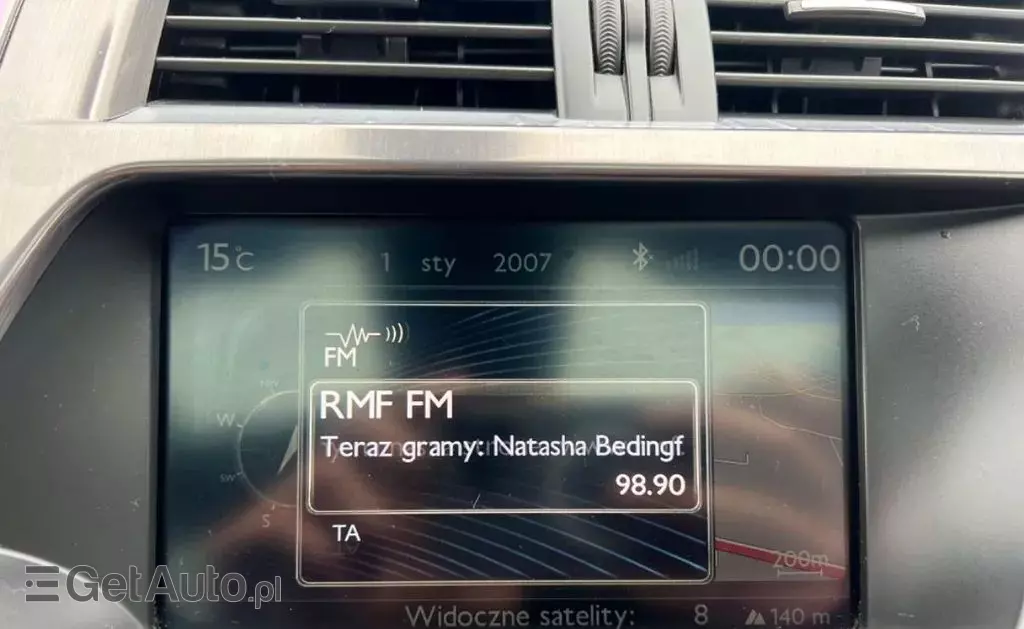 15°C 1 sty 2007 00:00
FM
RMF FM
Teraz gramy: Natasha Bedingf
98.90
W
SW
S
TA
200m
GetAuto.pl
Widoczne satelity: 8 140 m